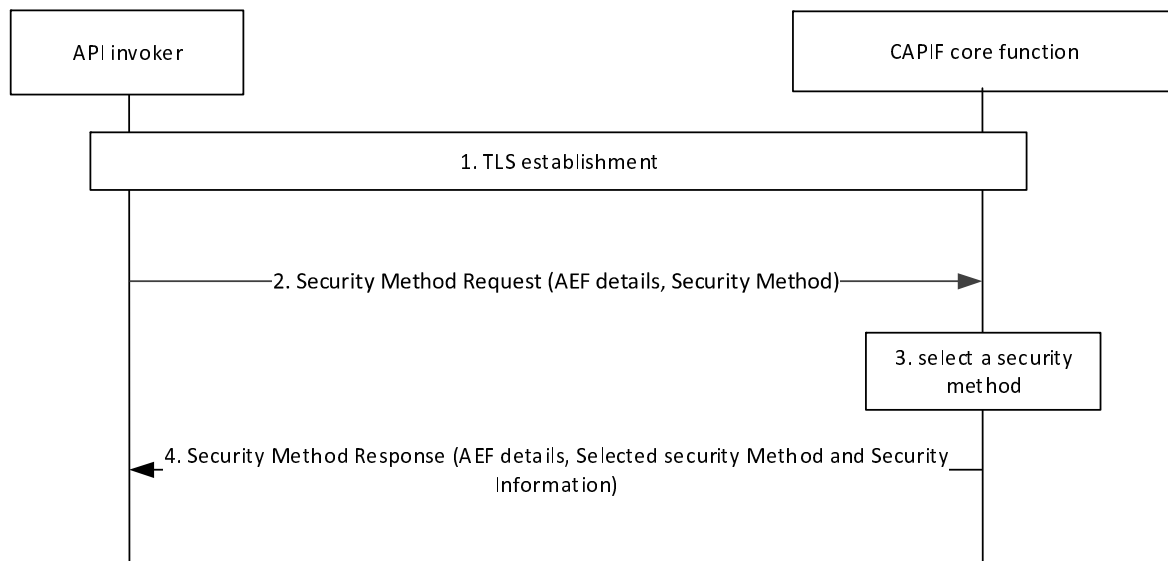 API invoker
CAPIF core function
1. TLS establishment
2. Security Method Request (AEF details, Security Method)
3. select a security
method
4. Security Method Response (AEF details, Selected security Method and Security
Information)